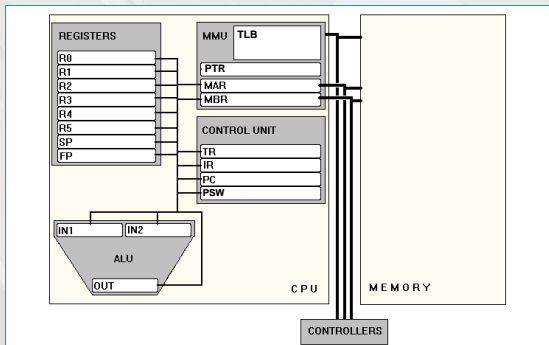 REGISTERS
R0
R1
R2
R3
R4
R5
SP
FP
MMU
TLB
PTR
MAR
MBR
CONTROL UNIT
TR
IR
PC
PSW
IN1
IN2
ALU
OUT
CPU
MEMORY
CONTROLLERS